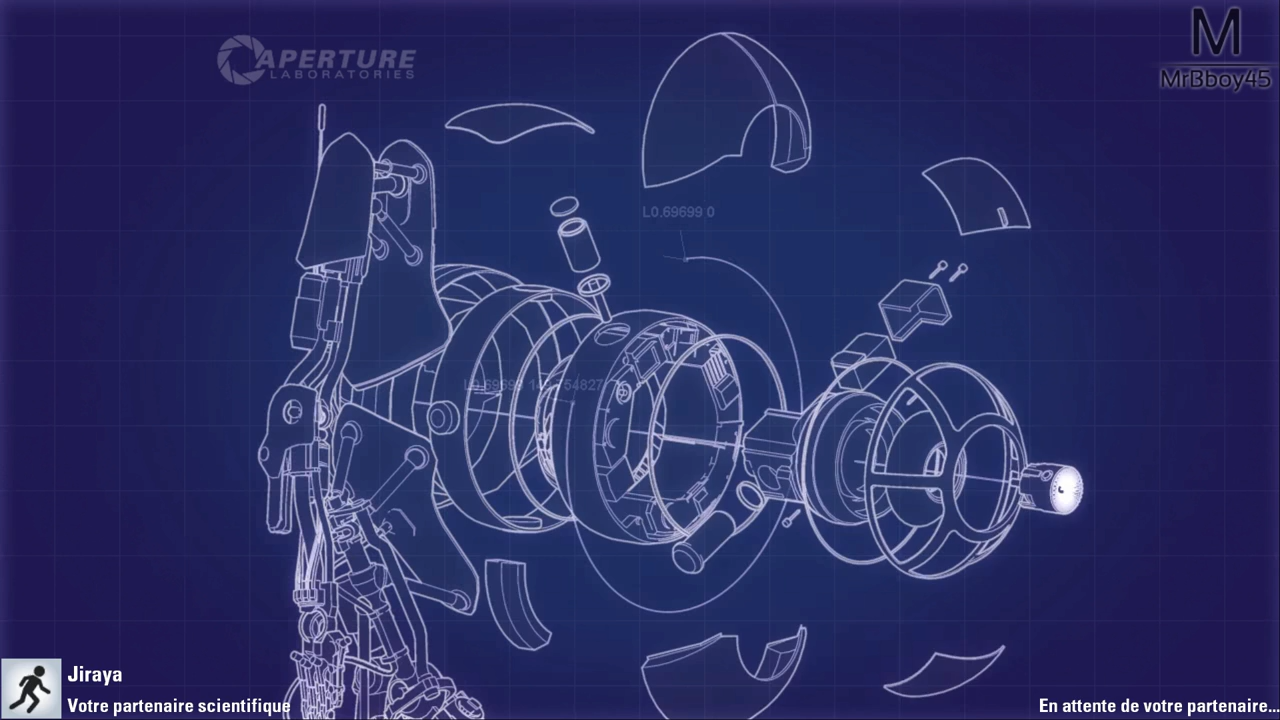 APERTURE
LABORATORIES
M
MrBboy45
L0.69699 0
Jiraya
Votre partenaire scientifique
En attente de votre partenaire...